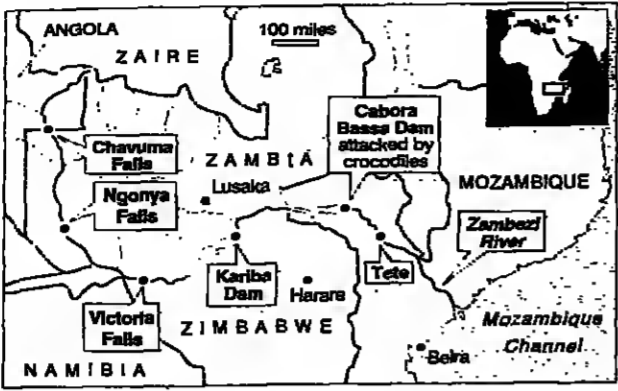 ANGOLA
ZAIRE
100 miles
Cabora
Bassa Dam
attacked by
crocodiles
Chavuma
Falls
ZAMBIA
MOZAMBIQUE
Ngonya
Falls
Lusaka
Zambezi
River
Kariba
Dam
Tete
Harare
Victoria
Falls
ZIMBABWE
Mozambique
Channel
Beira
NAMIBIA